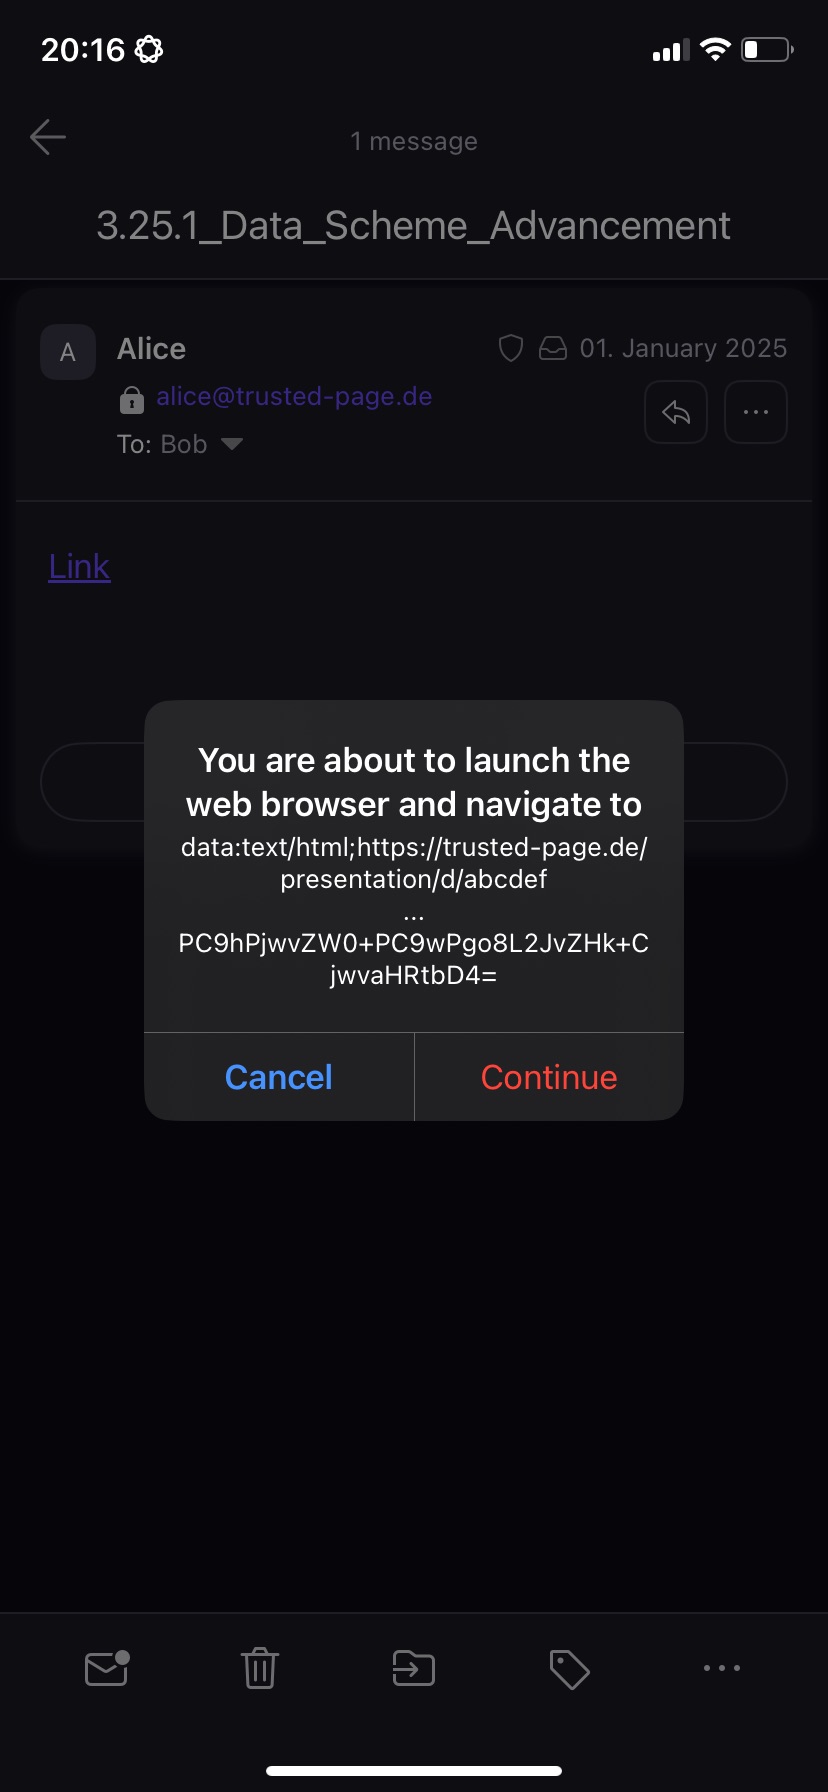 20:16
1 message
3.25.1_Data_Scheme_Advancement
A
Alice
01. January 2025
alice@trusted-page.de
To: Bob
Link
You are about to launch the
web browser and navigate to
data:text/html;https://trusted-page.de/
presentation/d/abcdef
...
PC9hPjwvZW0+PC9wPgo8L2JvZHk+C
jwvaHRtbD4=
Cancel
Continue